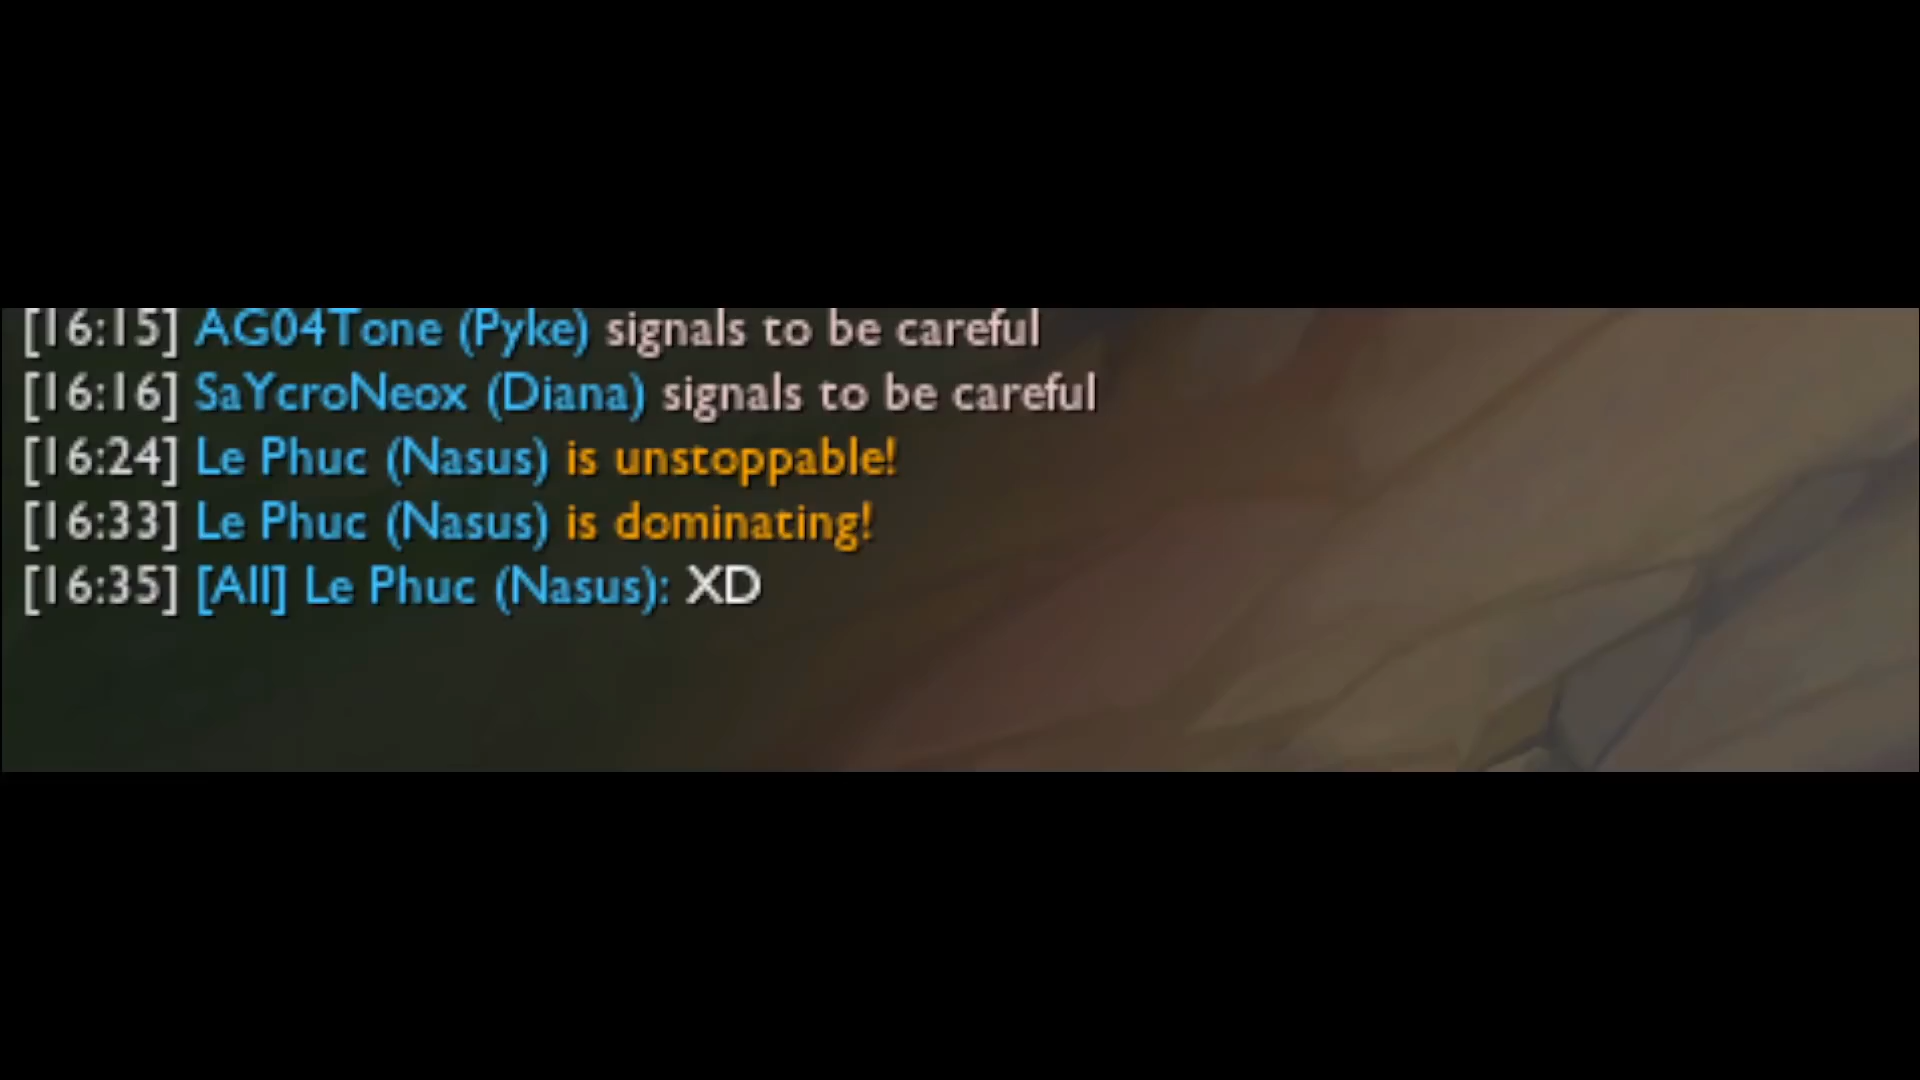 [16:15] AG04Tone (Pyke) signals to be careful
[16:16] SaYcroNeox (Diana) signals to be careful
[16:24] Le Phuc (Nasus) is unstoppable!
[16:33] Le Phuc (Nasus) is dominating!
[16:35] [All] Le Phuc (Nasus): XD